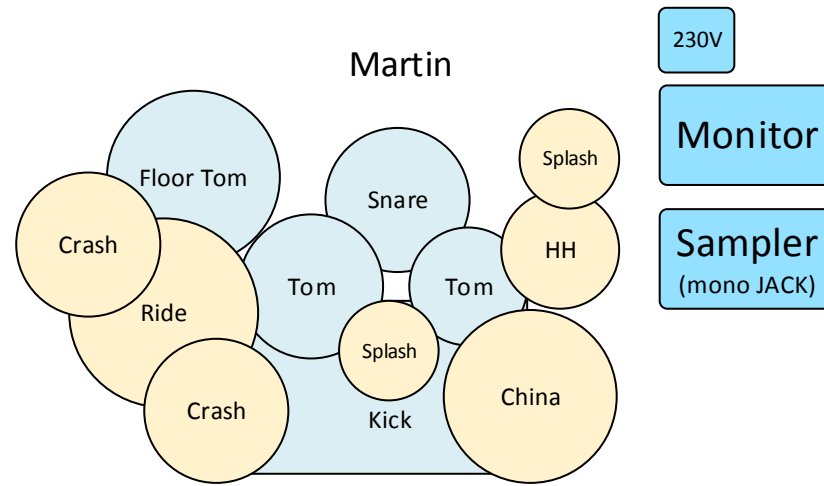 230V
Martin
Monitor
Splash
Floor Tom
Snare
Crash
HH
Sampler
(mono JACK)
Tom
Tom
Ride
Splash
China
Crash
Kick